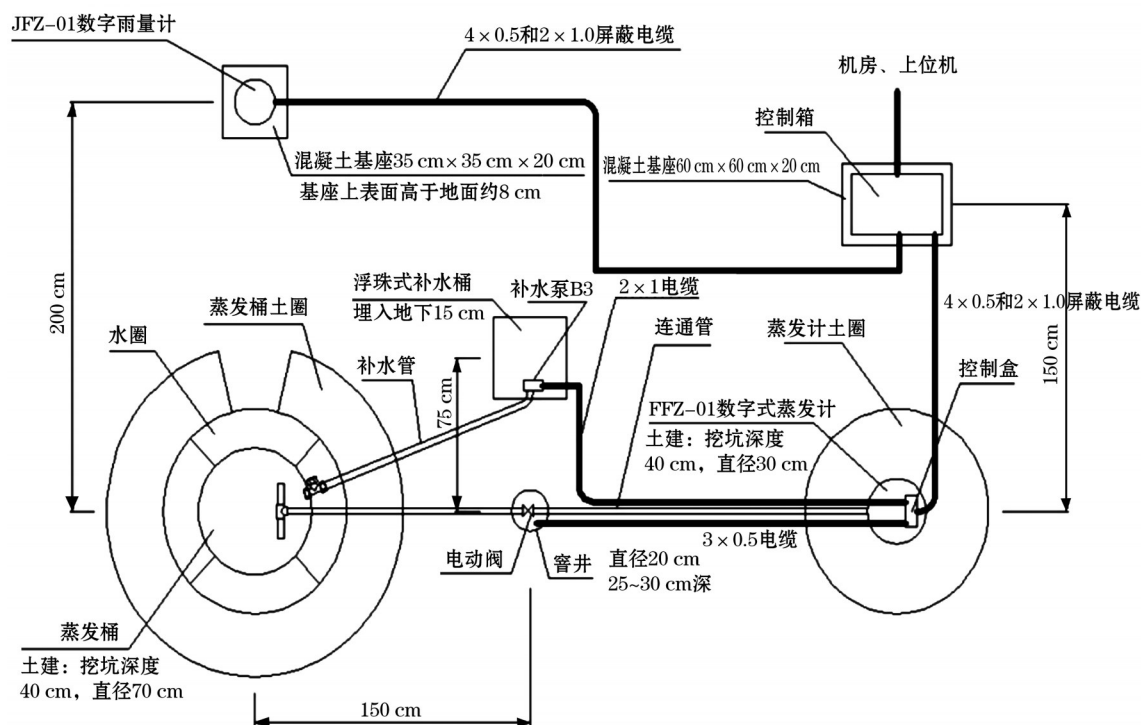 JFZ-01数字雨量计
4×0.5和2×1.0屏蔽电缆
机房、上位机
控制箱
混凝土基座35 cm×35 cm×20 cm
基座上表面高于地面约8 cm
混凝土基座60 cm×60 cm×20 cm
200 cm
浮珠式补水桶
埋入地下15 cm
补水泵B3
2×1电缆
4×0.5和2×1.0屏蔽电缆
150 cm
蒸发桶土圈
水圈
补水管
75 cm
连通管
蒸发计土圈
控制盒
FFZ-01数字式蒸发计
土建：挖坑深度
40 cm，直径30 cm
3×0.5电缆
电动阀
窨井
直径20 cm
25~30 cm深
蒸发桶
土建：挖坑深度
40 cm，直径70 cm
150 cm